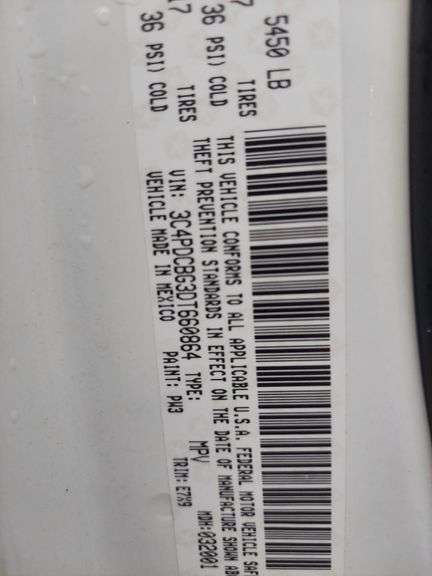 5450 LB
TIRES
36 PSI) COLD
17 TIRES
36 PSI) COLD
THIS VEHICLE CONFORMS TO ALL APPLICABLE U.S.A. FEDERAL MOTOR VEHICLE SAF
THEFT PREVENTION STANDARDS IN EFFECT ON THE DATE OF MANUFACTURE SHOWN AB
VIN: 3C4PDCBG3DT660864 TYPE: MPV MDH:032001
VEHICLE MADE IN MEXICO PAINT: PW3 TRIM:E7X9